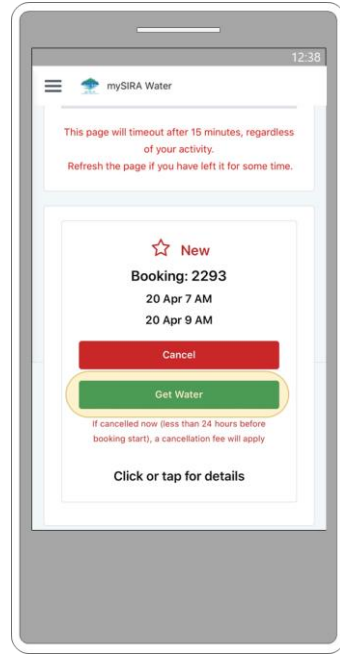 12:38
mySIRA Water
This page will timeout after 15 minutes, regardless
of your activity.
Refresh the page if you have left it for some time.
New
Booking: 2293
20 Apr 7 AM
20 Apr 9 AM
Cancel
Get Water
If cancelled now (less than 24 hours before
booking start), a cancellation fee will apply
Click or tap for details